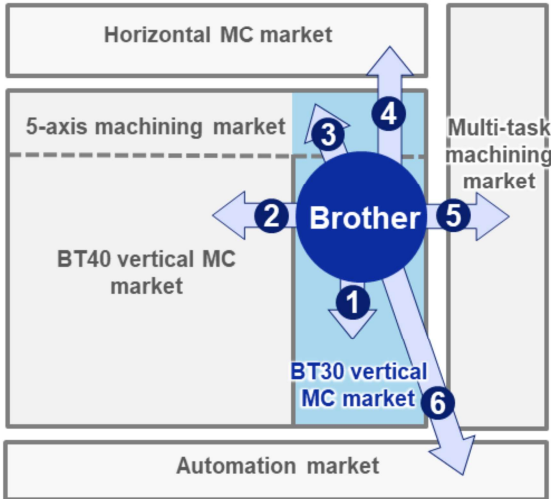 Horizontal MC market
5-axis machining market
3
4
Multi-task
machining
market
2
Brother
5
BT40 vertical MC
market
1
BT30 vertical
MC market
6
Automation market